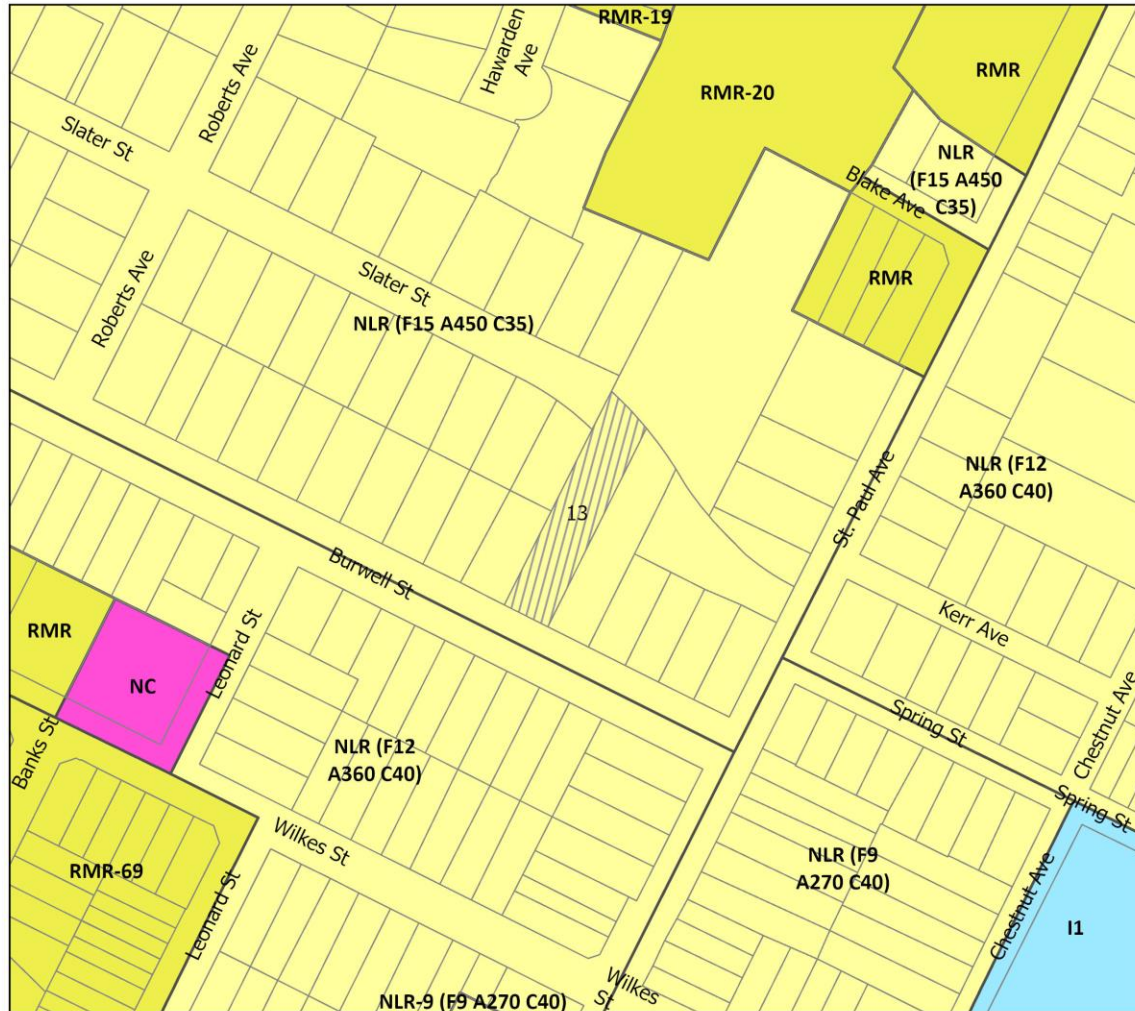 RMR-19
Hawarden
Ave
Roberts Ave
RMR-20
RMR
Slater St
NLR
(F15 A450
C35)
Blake Ave
Roberts Ave
Slater St
RMR
NLR (F15 A450 C35)
St. Paul Ave
NLR (F12
A360 C40)
13
Burwell St
Kerr Ave
RMR
NC
Leonard St
Spring St
Chestnut Ave
Banks St
NLR (F12
A360 C40)
Spring St
Wilkes St
RMR-69
NLR (F9
A270 C40)
Leonard St
Chestnut Ave
I1
NLR-9 (F9 A270 C40)
Wilkes
St